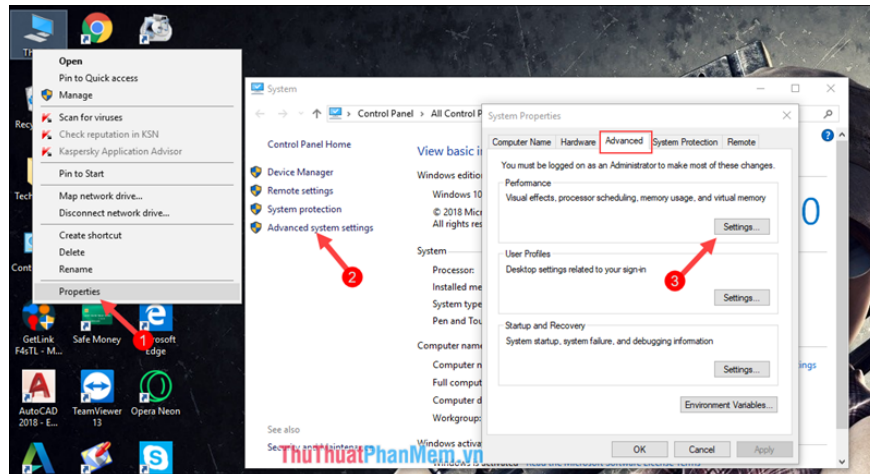 Open
Pin to Quick access
Manage
Scan for viruses
Check reputation in KSN
Kaspersky Application Advisor
Pin to Start
Map network drive...
Disconnect network drive...
Create shortcut
Delete
Rename
Properties
1
GetLink
F4sTL - M...
Safe Money
Edge
AutoCAD
2018 - E...
TeamViewer
13
Opera Neon
System
Control Panel > All Control P
Control Panel Home
Device Manager
Remote settings
System protection
Advanced system settings
2
See also
View basic i
Windows editio
Windows 10
© 2018 Micr
All rights res
System
Processor:
Installed me
System type
Pen and Tou
Computer name
Computer n
Full comput
Computer d
Workgroup:
Windows activa
System Properties
Computer Name
Hardware
Advanced
System Protection
Remote
You must be logged on as an Administrator to make most of these changes.
Performance
Visual effects, processor scheduling, memory usage, and virtual memory
Settings...
3
User Profiles
Desktop settings related to your sign-in
Settings...
Startup and Recovery
System startup, system failure, and debugging information
Settings...
Environment Variables...
OK
Cancel
Apply
0
ings
ThuThuatPhanMem.vn